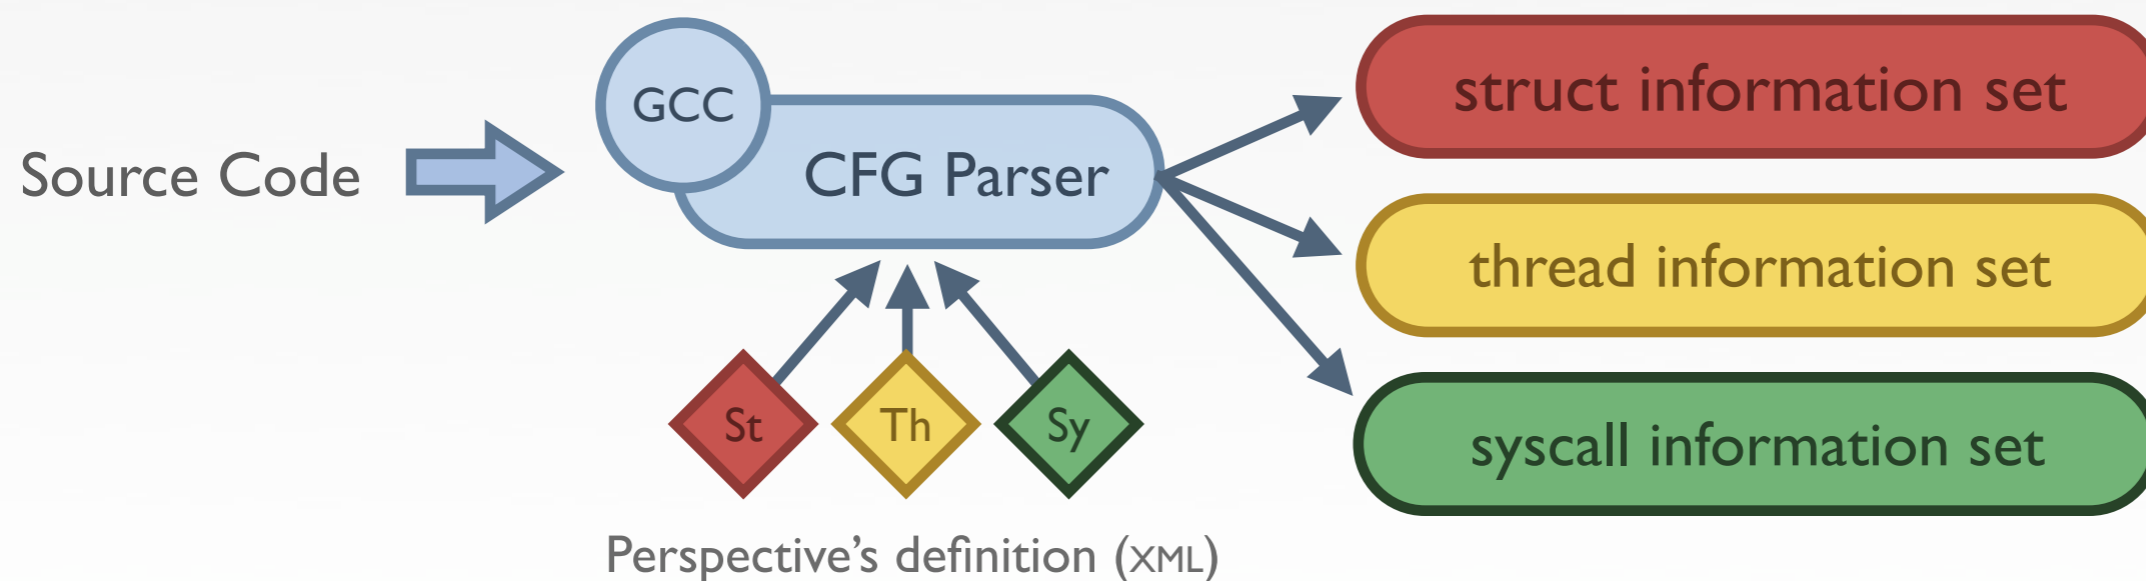 GCC
Source Code
CFG Parser
struct information set
thread information set
syscall information set
St
Th
Sy
Perspective’s definition (XML)